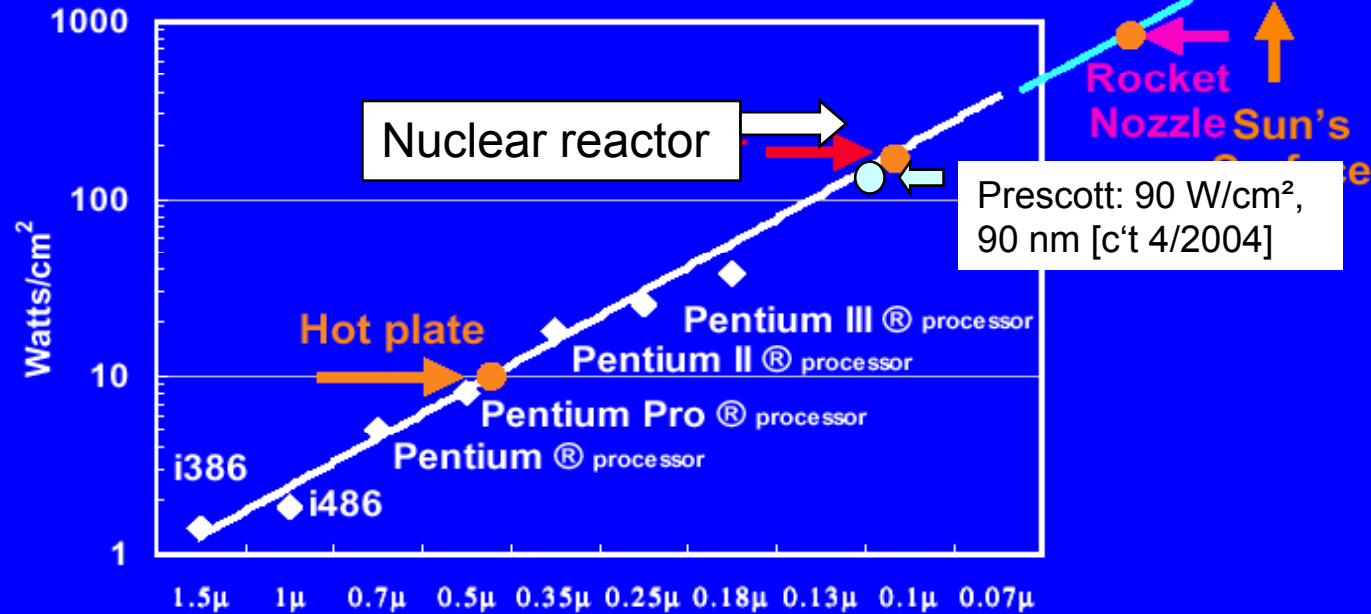 1000
Rocket
Nozzle Sun's
Nuclear reactor
Prescott: 90 W/cm²,
90 nm [c‘t 4/2004]
100
Watts/cm²
Hot plate
Pentium III ® processor
Pentium II ® processor
10
Pentium Pro ® processor
Pentium ® processor
i386
i486
1
1.5µ 1µ 0.7µ 0.5µ 0.35µ 0.25µ 0.18µ 0.13µ 0.1µ 0.07µ